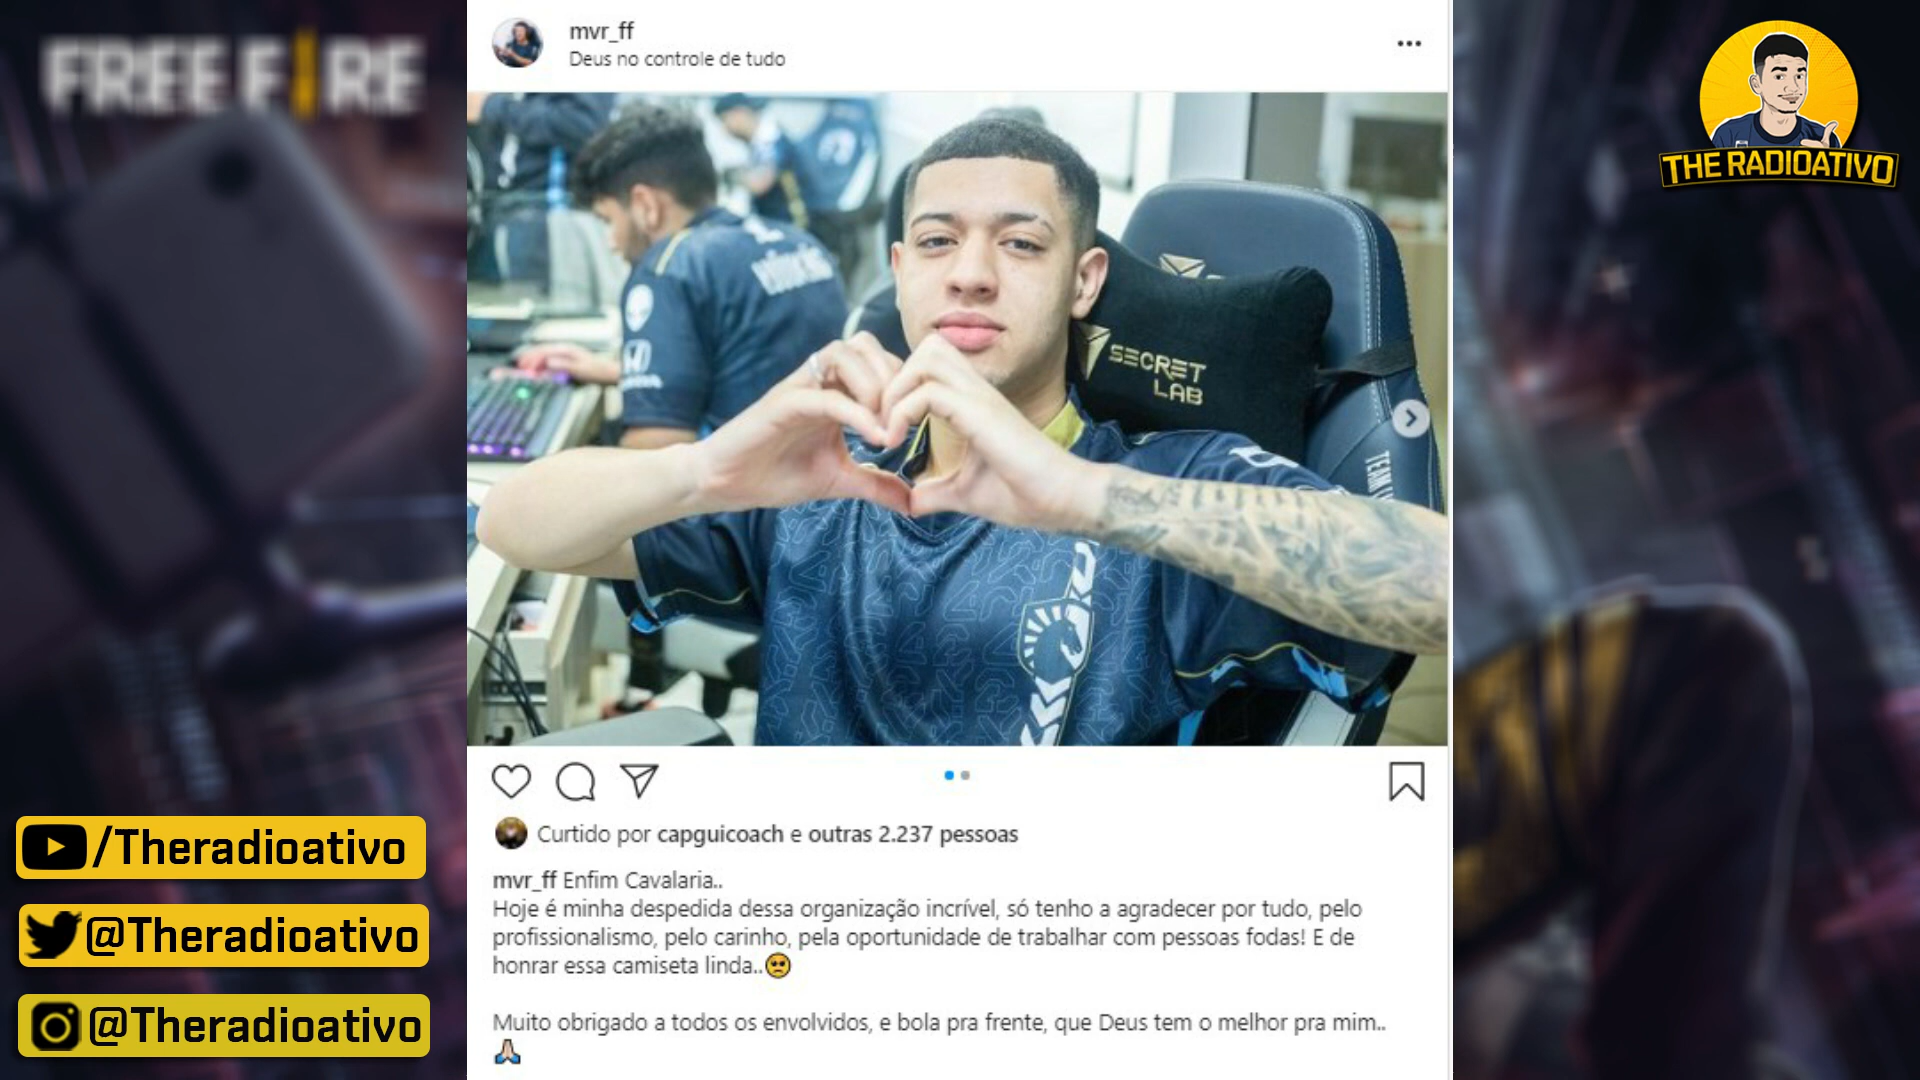 FREE FIRE
mvr_ff
Deus no controle de tudo
THE RADIOATIVO
SECRET
LAB
TEAM L
Curtido por capguicoach e outras 2.237 pessoas
mvr_ff Enfim Cavalaria..
Hoje é minha despedida dessa organização incrível, só tenho a agradecer por tudo, pelo
profissionalismo, pelo carinho, pela oportunidade de trabalhar com pessoas fodas! E de
honrar essa camiseta linda..🥺
Muito obrigado a todos os envolvidos, e bola pra frente, que Deus tem o melhor pra mim..
🙏🏻
/Theradioativo
@Theradioativo
@Theradioativo